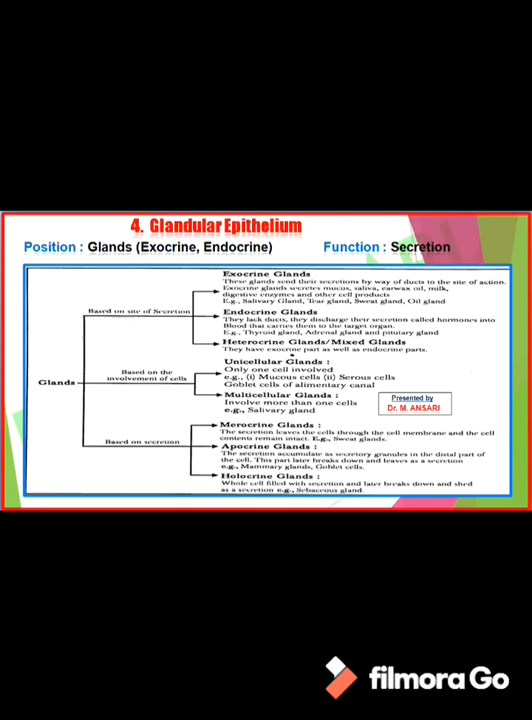 4. Glandular Epithelium
Position : Glands (Exocrine, Endocrine) Function : Secretion
Glands
Based on site of Secretion
Exocrine Glands
These glands send their secretions by way of ducts to the site of action.
Exocrine glands secretes mucus, saliva, earwax oil, milk,
digestive enzymes and other cell products
E.g., Salivary Gland, Tear gland, Sweat gland, Oil gland
Endocrine Glands
They lack ducts, they discharge their secretion called hormones into
Blood that carries them to the target organ.
E.g., Thyroid gland, Adrenal gland and pitutary gland
Heterocrine Glands/Mixed Glands
They have exocrine part as well as endocrine parts.
Based on the
involvement of cells
Unicellular Glands :
Only one cell involved
e.g., (i) Mucous cells (ii) Serous cells
Goblet cells of alimentary canal
Multicellular Glands :
Involve more than one cells
e.g., Salivary gland
Presented by
Dr. M. ANSARI
Based on secretion
Merocrine Glands :
The secretion leaves the cells through the cell membrane and the cell
contents remain intact. E.g., Sweat glands.
Apocrine Glands :
The secretion accumulate as secretory granules in the distal part of
the cell. This part later breaks down and leaves as a secretion
e.g., Mammary glands, Goblet cells.
Holocrine Glands :
Whole cell filled with secretion and later breaks down and shed
as a secretion e.g., Sebaceous gland.
filmora Go